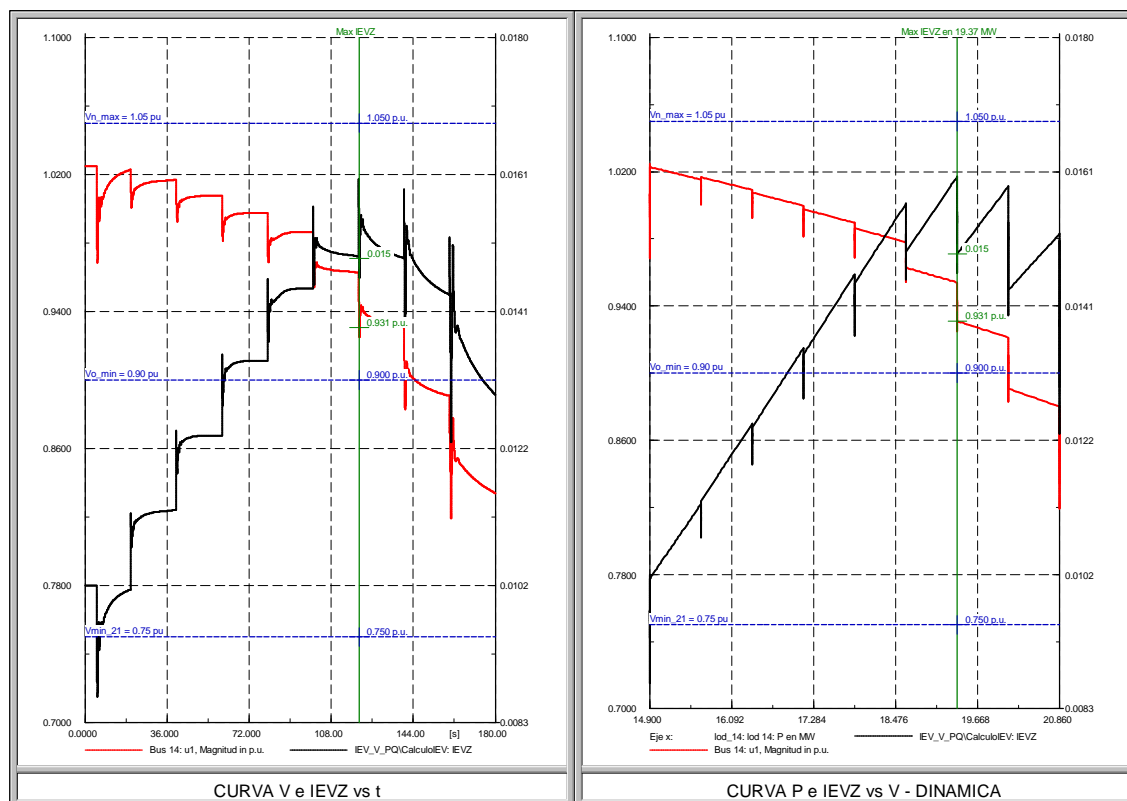 Max IEVZ
1.1000
0.0180
Vn_max = 1.05 pu
1.050 p.u.
1.0200
0.0161
0.015
0.9400
0.0141
0.931 p.u.
Vo_min = 0.90 pu
0.900 p.u.
0.8600
0.0122
0.7800
0.0102
Vmin_21 = 0.75 pu
0.750 p.u.
0.7000
0.0083
0.0000
36.000
72.000
108.00
144.00
[s]
180.00
Bus 14: u1, Magnitud in p.u.
IEV_V_PQ\CalculoIEV: IEVZ
CURVA V e IEVZ vs t
Max IEVZ en 19.37 MW
1.1000
0.0180
Vn_max = 1.05 pu
1.050 p.u.
1.0200
0.0161
0.015
0.9400
0.0141
0.931 p.u.
Vo_min = 0.90 pu
0.900 p.u.
0.8600
0.0122
0.7800
0.0102
Vmin_21 = 0.75 pu
0.750 p.u.
0.7000
0.0083
14.900
16.092
17.284
18.476
19.668
20.860
Eje x:
lod_14: lod 14: P en MW
IEV_V_PQ\CalculoIEV: IEVZ
Bus 14: u1, Magnitud in p.u.
CURVA P e IEVZ vs V - DINAMICA